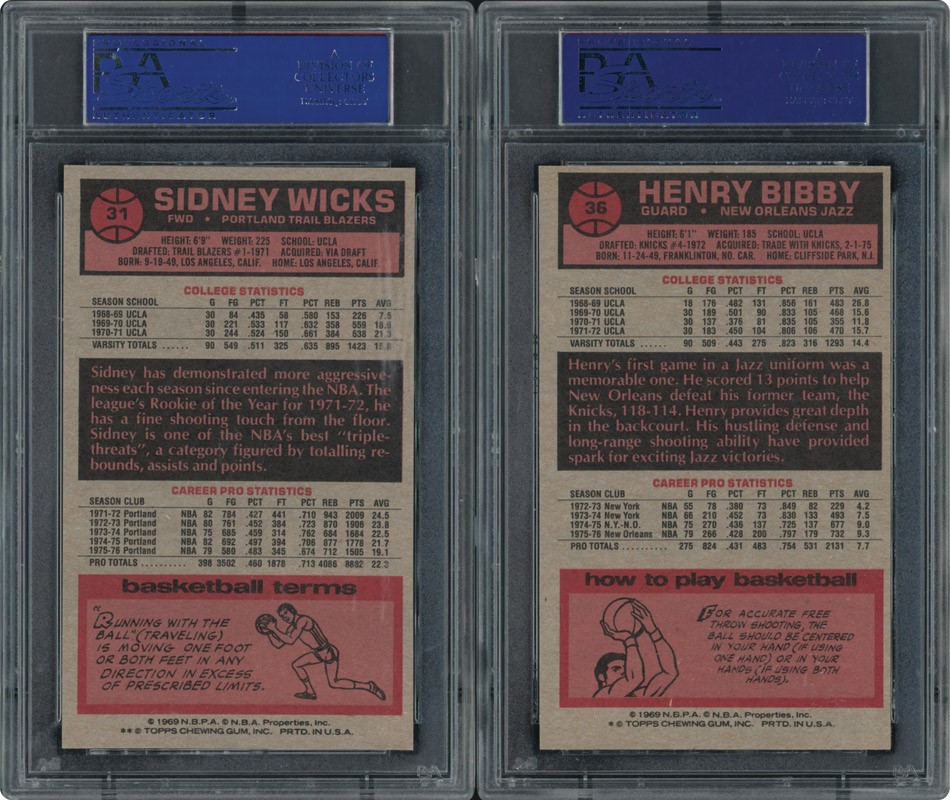 PROFESSIONAL
PSA
AUTHENTICATOR
A
DIVISION OF
COLLECTORS
UNIVERSE
31
SIDNEY WICKS
FWD • PORTLAND TRAIL BLAZERS
HEIGHT: 6'9" WEIGHT: 225 SCHOOL: UCLA
DRAFTED: TRAIL BLAZERS #1-1971 ACQUIRED: VIA DRAFT
BORN: 9-19-49, LOS ANGELES, CALIF. HOME: LOS ANGELES, CALIF.
COLLEGE STATISTICS
SEASON SCHOOL G FG PCT FT PCT REB PTS AVG
1968-69 UCLA 30 84 .435 58 .580 153 226 7.5
1969-70 UCLA 30 221 .533 117 .632 358 559 18.6
1970-71 UCLA 30 244 .524 150 .661 384 638 21.3
VARSITY TOTALS ...... 90 549 .511 325 .635 895 1423 15.8
Sidney has demonstrated more aggressive-
ness each season since entering the NBA. The
league's Rookie of the Year for 1971-72, he
has a fine shooting touch from the floor.
Sidney is one of the NBA's best "triple-
threats", a category figured by totalling re-
bounds, assists and points.
CAREER PRO STATISTICS
SEASON CLUB G FG PCT FT PCT REB PTS AVG
1971-72 Portland NBA 82 784 .427 441 .710 943 2009 24.5
1972-73 Portland NBA 80 761 .452 384 .723 870 1906 23.8
1973-74 Portland NBA 75 685 .459 314 .762 684 1684 22.5
1974-75 Portland NBA 82 692 .497 394 .706 877 1778 21.7
1975-76 Portland NBA 79 580 .483 345 .674 712 1505 19.1
PRO TOTALS .......... 398 3502 .460 1878 .713 4086 8882 22.3
basketball terms
"RUNNING WITH THE
BALL" (TRAVELING)
IS MOVING ONE FOOT
OR BOTH FEET IN ANY
DIRECTION IN EXCESS
OF PRESCRIBED LIMITS.
© 1969 N.B.P.A. © N.B.A. Properties, Inc.
** © TOPPS CHEWING GUM, INC. PRTD. IN U.S.A.
36
HENRY BIBBY
GUARD • NEW ORLEANS JAZZ
HEIGHT: 6'1" WEIGHT: 185 SCHOOL: UCLA
DRAFTED: KNICKS #4-1972 ACQUIRED: TRADE WITH KNICKS, 2-1-75
BORN: 11-24-49, FRANKLINTON, NO. CAR. HOME: CLIFFSIDE PARK, N.J.
COLLEGE STATISTICS
SEASON SCHOOL G FG PCT FT PCT REB PTS AVG
1968-69 UCLA 18 176 .482 131 .856 161 483 26.8
1969-70 UCLA 30 189 .501 90 .833 105 468 15.6
1970-71 UCLA 30 137 .376 81 .835 105 355 11.8
1971-72 UCLA 30 183 .450 104 .806 106 470 15.7
VARSITY TOTALS ...... 90 509 .443 275 .823 316 1293 14.4
Henry's first game in a Jazz uniform was a
memorable one. He scored 13 points to help
New Orleans defeat his former team, the
Knicks, 118-114. Henry provides great depth
in the backcourt. His hustling defense and
long-range shooting ability have provided
spark for exciting Jazz victories.
CAREER PRO STATISTICS
SEASON CLUB G FG PCT FT PCT REB PTS AVG
1972-73 New York NBA 55 78 .380 73 .849 82 229 4.2
1973-74 New York NBA 66 210 .452 73 .830 133 493 7.5
1974-75 N.Y.-N.O. NBA 75 270 .436 137 .725 137 677 9.0
1975-76 New Orleans NBA 79 266 .428 200 .797 179 732 9.3
PRO TOTALS ...... 275 824 .431 483 .754 531 2131 7.7
how to play basketball
FOR ACCURATE FREE
THROW SHOOTING, THE
BALL SHOULD BE CENTERED
IN YOUR HAND (IF USING
ONE HAND) OR IN YOUR
HANDS (IF USING BOTH
HANDS).
© 1969 N.B.P.A. © N.B.A. Properties, Inc.
* © TOPPS CHEWING GUM, INC. PRTD. IN U.S.A.